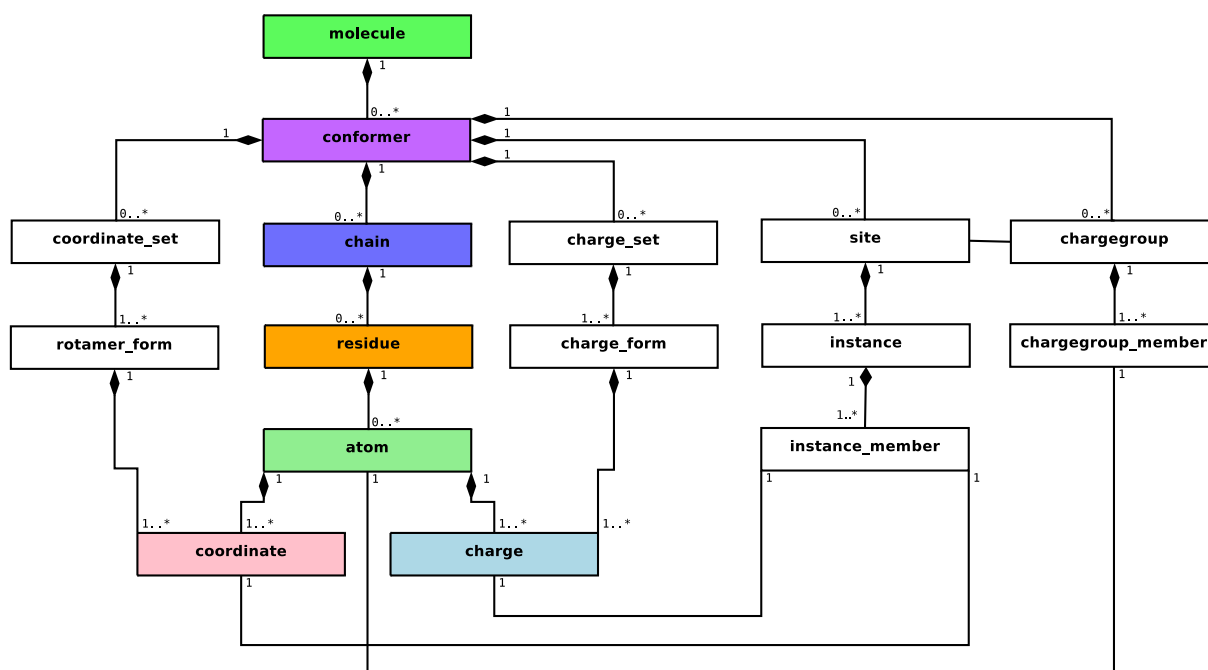 molecule
1
0..*
1
conformer
1
1
1
1
0..*
0..*
0..*
0..*
0..*
coordinate_set
chain
charge_set
site
chargegroup
1
1
1
1
1
1..*
0..*
1..*
1..*
1..*
rotamer_form
residue
charge_form
instance
chargegroup_member
1
1
1
1
1
0..*
1..*
atom
instance_member
1
1
1
1
1
1..*
1..*
1..*
1..*
coordinate
charge
1
1